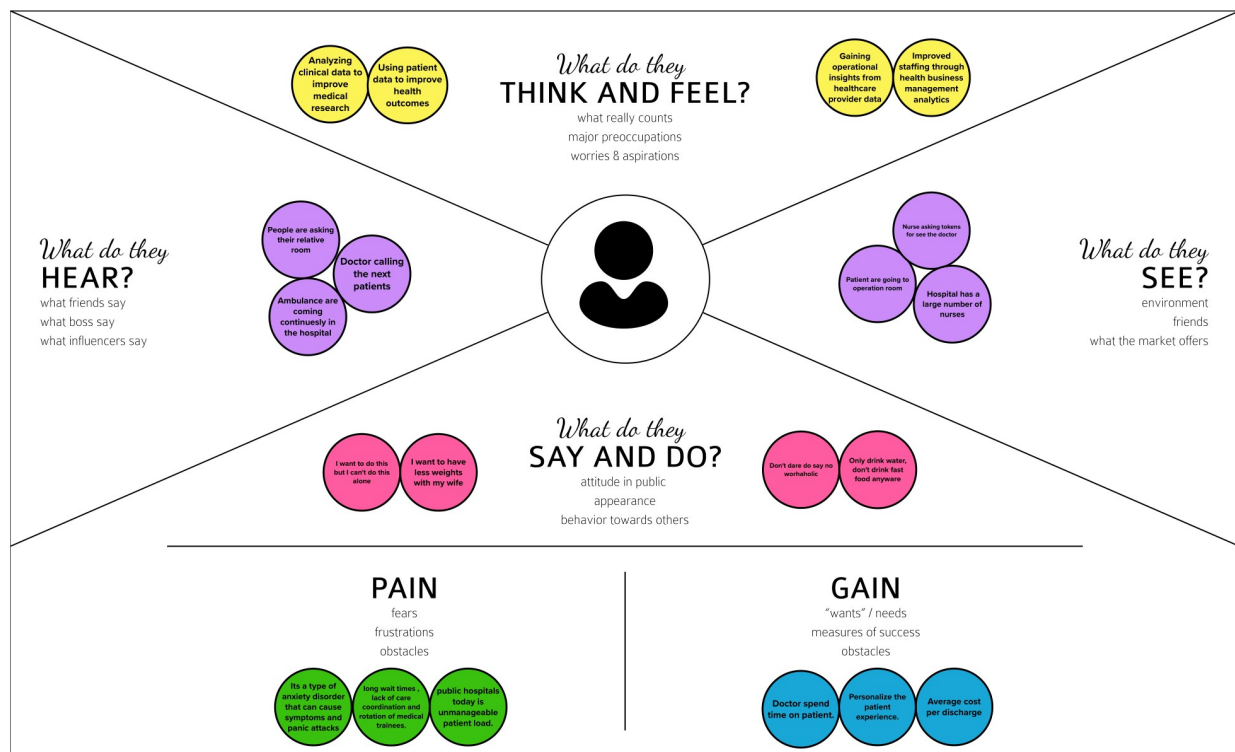 Analyzing
clinical data to
improve
medical
research
Using patient
data to improve
health
outcomes
What do they
THINK AND FEEL?
what really counts
major preoccupations
worries & aspirations
Gaining
operational
insights from
healthcare
provider data
Improved
staffing through
health business
management
analytics
What do they
HEAR?
what friends say
what boss say
what influencers say
People are asking
their relative
room
Doctor calling
the next
patients
Ambulance are
coming
continuesly in
the hospital
Nurse asking tokens
for see the doctor
Patient are going to
operation room
Hospital has a
large number of
nurses
What do they
SEE?
environment
friends
what the market offers
What do they
SAY AND DO?
attitude in public
appearance
behavior towards others
I want to do this
but I can't do this
alone
I want to have
less weights
with my wife
Don't dare do say no
worhaholic
Only drink water,
don't drink fast
food anyware
PAIN
fears
frustrations
obstacles
Its a type of
anxiety disorder
that can cause
symptoms and
panic attacks
long wait times ,
lack of care
coordination and
rotation of medical
trainees.
public hospitals
today is
unmanageable
patient load.
GAIN
"wants" / needs
measures of success
obstacles
Doctor spend
time on patient.
Personalize the
patient
experience.
Average cost
per discharge